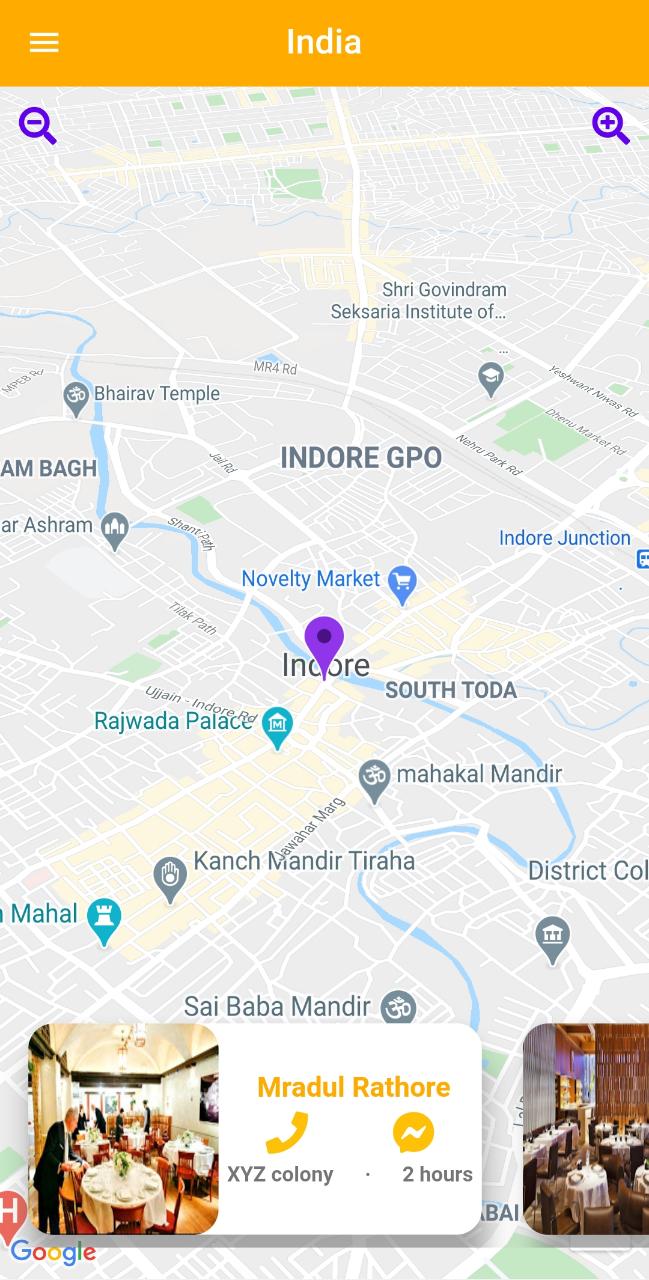 India
Shri Govindram
Seksaria Institute of...
MR4 Rd
MPEB R
Yeshwant Niwas Rd
Bhairav Temple
Dhenu Market Rd
Nehru Park Rd
INDORE GPO
Jail Rd
AM BAGH
ar Ashram
Shanti Path
Indore Junction
Novelty Market
Tilak Path
Indore
SOUTH TODA
Ujjain - Indore Rd
Rajwada Palace
mahakal Mandir
Jawahar Marg
Kanch Mandir Tiraha
District Col
n Mahal
Sai Baba Mandir
Mradul Rathore
XYZ colony · 2 hours
ABAI
H
Google